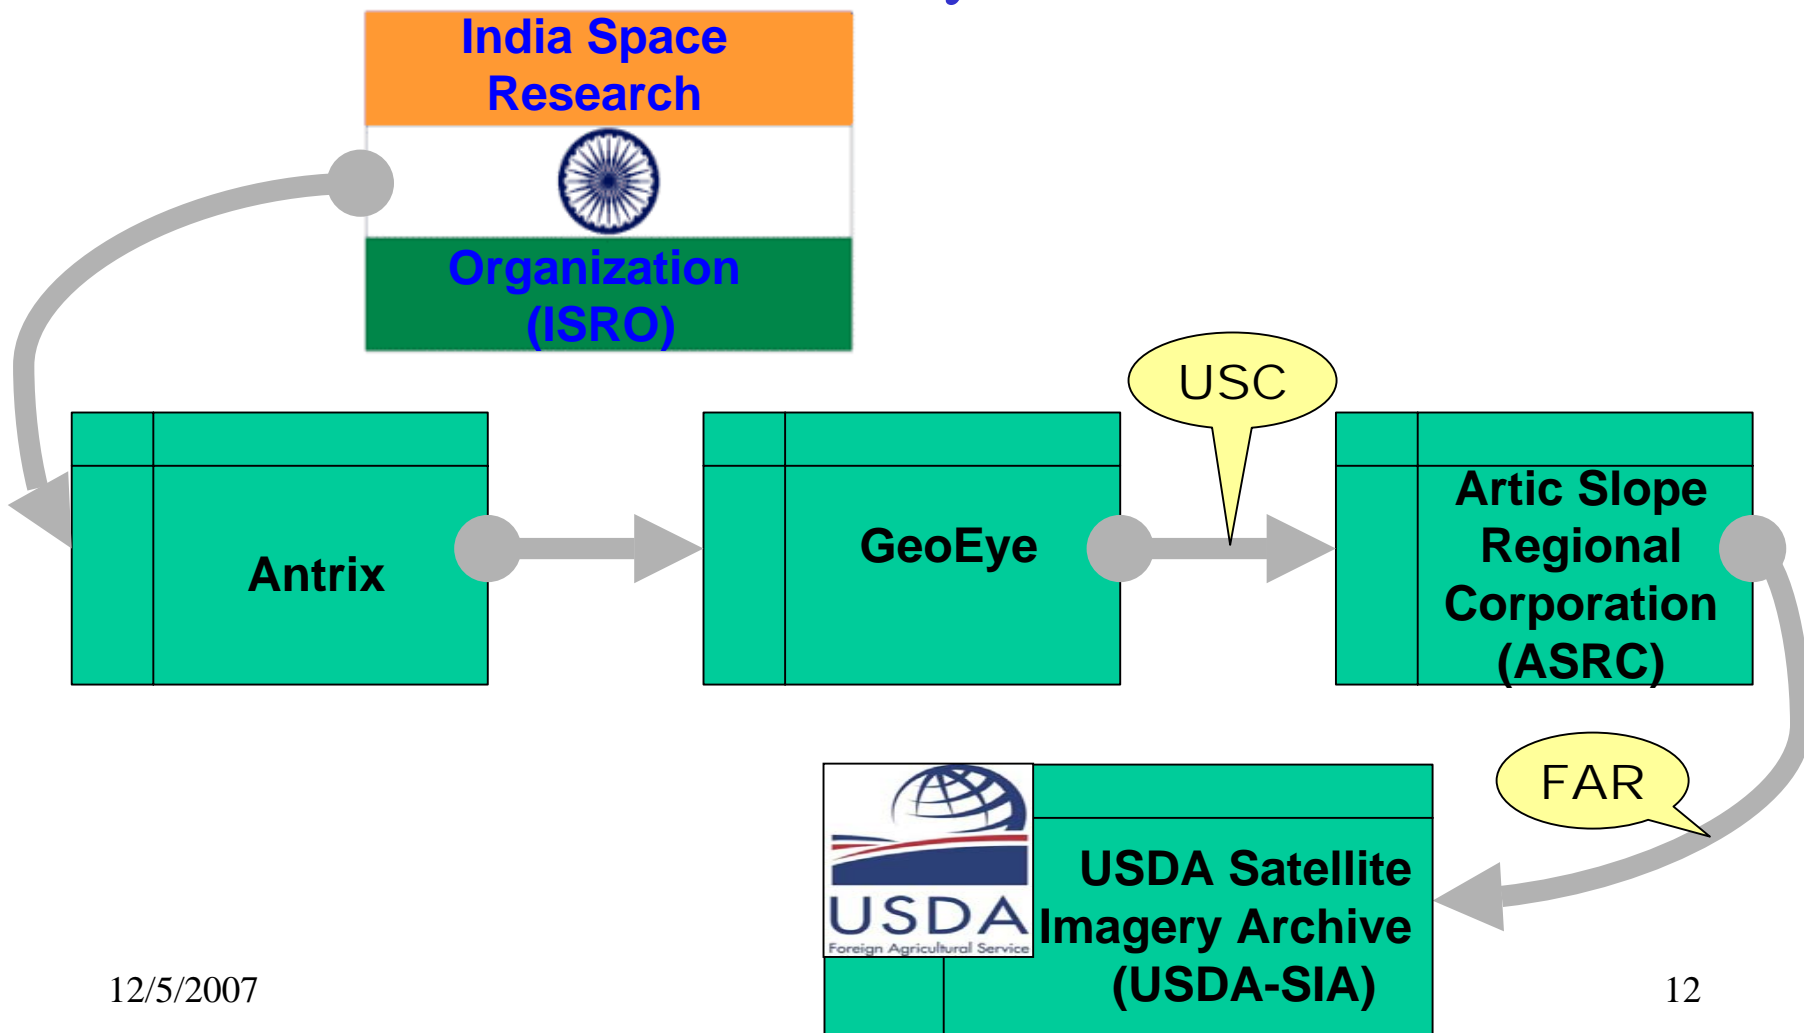 India Space
Research
Organization
(ISRO)
USC
Antrix
GeoEye
Artic Slope
Regional
Corporation
(ASRC)
FAR
USDA
Foreign Agricultural Service
USDA Satellite
Imagery Archive
(USDA-SIA)
12/5/2007
12